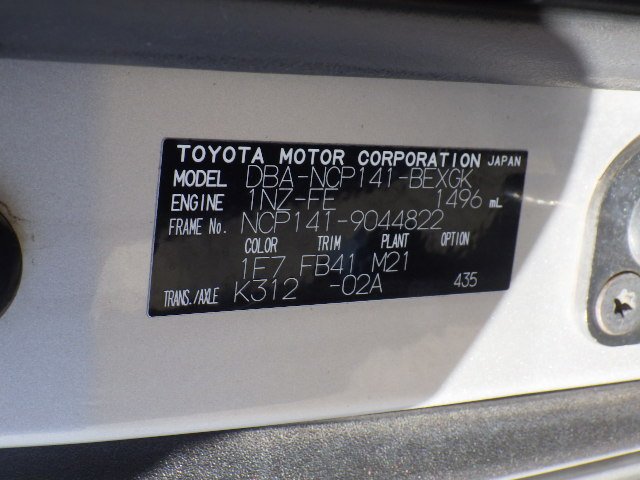 TOYOTA MOTOR CORPORATION JAPAN
MODEL DBA-NCP141-BEXGK
ENGINE 1NZ-FE 1496 mL
FRAME No. NCP141-9044822
COLOR TRIM PLANT OPTION
1E7 FB41 M21
TRANS./AXLE K312 -02A 435